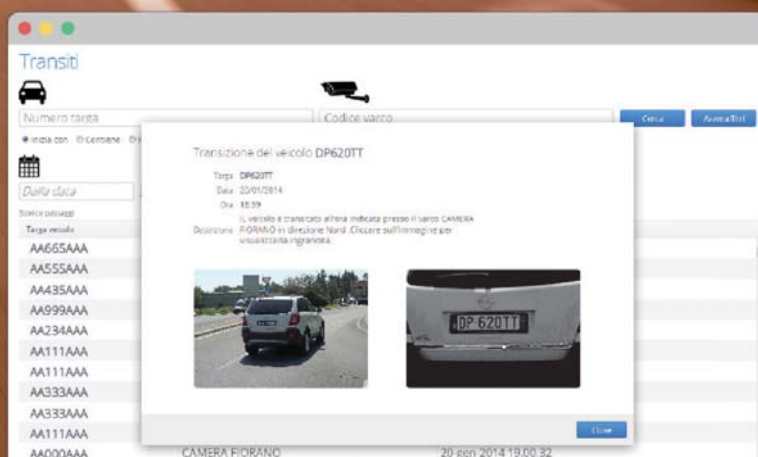 Transiti
Numero targa
Codice varco
Cerca
Inizia con Contiene
Dalla data
Storico passaggi
Targa veicolo
AA665AAA
AA555AAA
AA435AAA
AA999AAA
AA234AAA
AA111AAA
AA111AAA
AA333AAA
AA333AAA
AA111AAA
AA000AAA CAMERA FIORANO 20-gen 2014 19.00.32
Transizione del veicolo DP620TT
Targa DP620TT
Data 20/01/2014
Ora 18:59
Descrizione IL veicolo è transitato all'ora indicata presso il varco CAMERA
FIORANO in direzione Nord .Cliccare sull'immagine per
visualizzarla ingrandita.
DP 620TT
Close